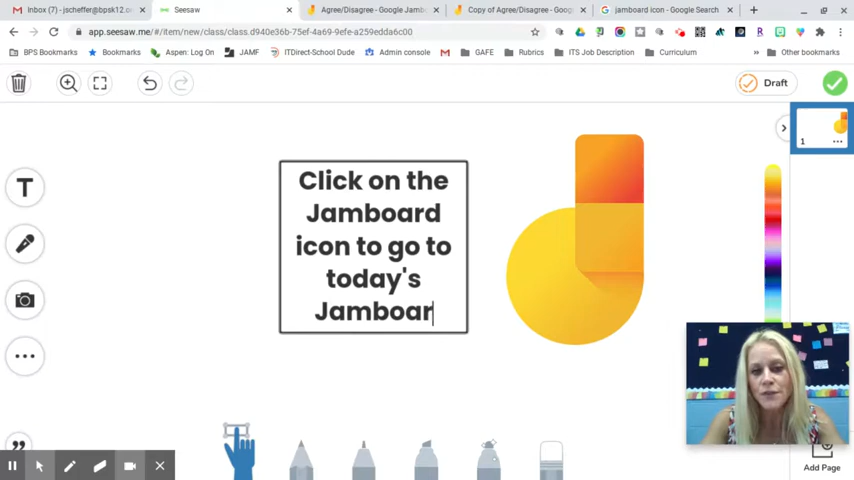 Inbox (70) - jscheffer@bpsk12.o
Seesaw
Agree/Disagree - Google Jamb
Copy of Agree/Disagree - Goog
jamboard icon - Google Search
app.seesaw.me/#/item/new/class/class.d940e36b-75ef-4a69-9efe-a259edda6c00
BPS Bookmarks
Bookmarks
Aspen: Log On
JAMF
ITDirect-School Dude
Admin console
GAFE
Rubrics
ITS Job Description
Curriculum
Other bookmarks
Draft
1
T
Click on the
Jamboard
icon to go to
today's
Jamboar
Add Page